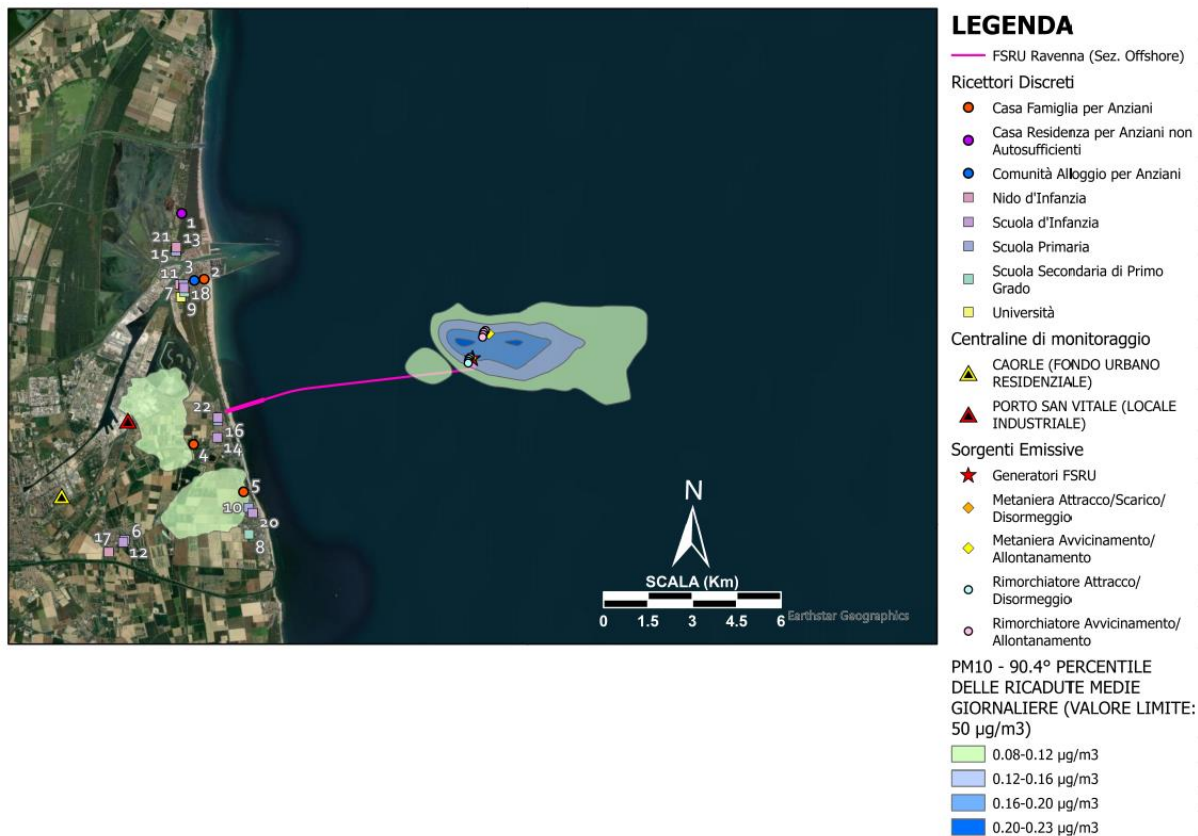 LEGENDA
FSRU Ravenna (Sez. Offshore)
Ricettori Discreti
Casa Famiglia per Anziani
Casa Residenza per Anziani non
Autosufficienti
Comunità Alloggio per Anziani
Nido d'Infanzia
Scuola d'Infanzia
Scuola Primaria
Scuola Secondaria di Primo
Grado
Università
Centraline di monitoraggio
CAORLE (FONDO URBANO
RESIDENZIALE)
PORTO SAN VITALE (LOCALE
INDUSTRIALE)
Sorgenti Emissive
Generatori FSRU
Metaniera Attracco/Scarico/
Disormeggio
Metaniera Avvicinamento/
Allontanamento
Rimorchiatore Attracco/
Disormeggio
Rimorchiatore Avvicinamento/
Allontanamento
PM10 - 90.4° PERCENTILE
DELLE RICADUTE MEDIE
GIORNALIERE (VALORE LIMITE:
50 µg/m3)
0.08-0.12 µg/m3
0.12-0.16 µg/m3
0.16-0.20 µg/m3
0.20-0.23 µg/m3
1
21 13
15
3
11 2
7 18
9
22
16
14
4
5
10
20
6
17 12
8
N
SCALA (Km)
0 1.5 3 4.5 6
Earthstar Geographics